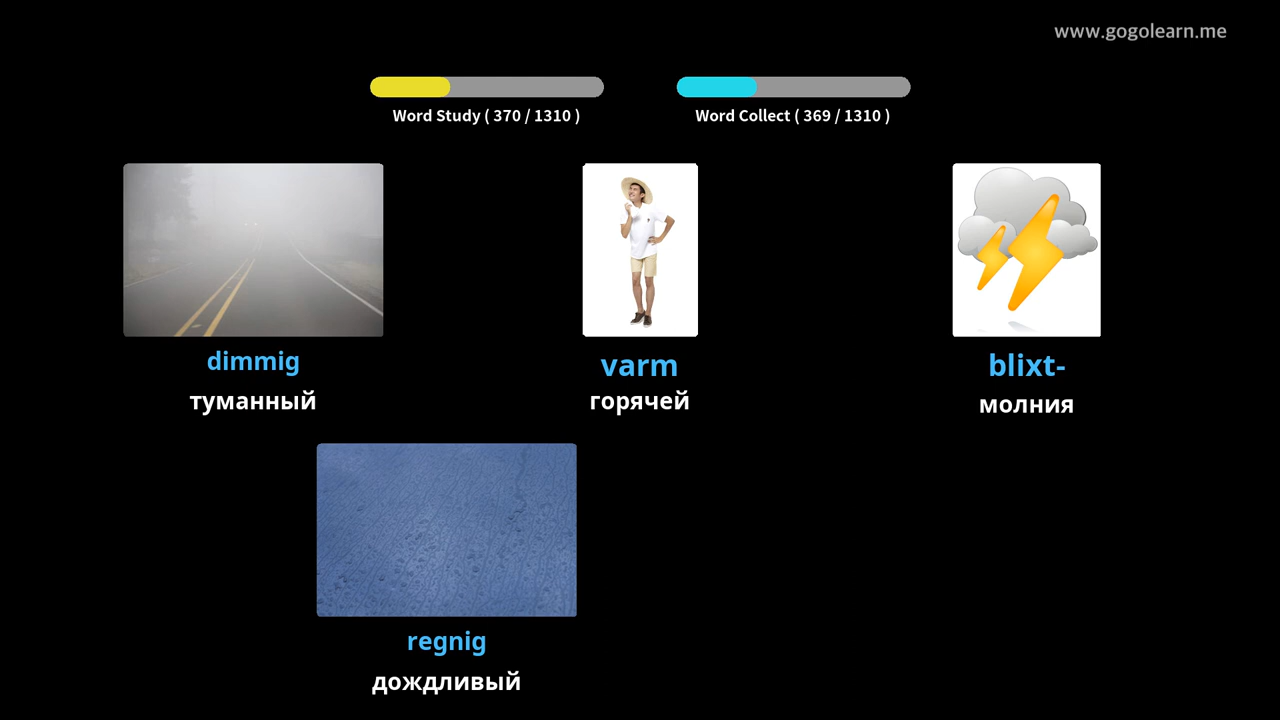 www.gogolearn.me
Word Study ( 370 / 1310 )
Word Collect ( 369 / 1310 )
dimmig
туманный
varm
горячей
blixt-
молния
regnig
дождливый